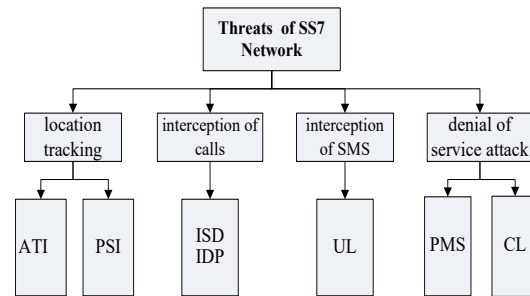 Threats of SS7
Network
location
tracking
interception of
calls
interception
of SMS
denial of
service attack
ATI
PSI
ISD
IDP
UL
PMS
CL